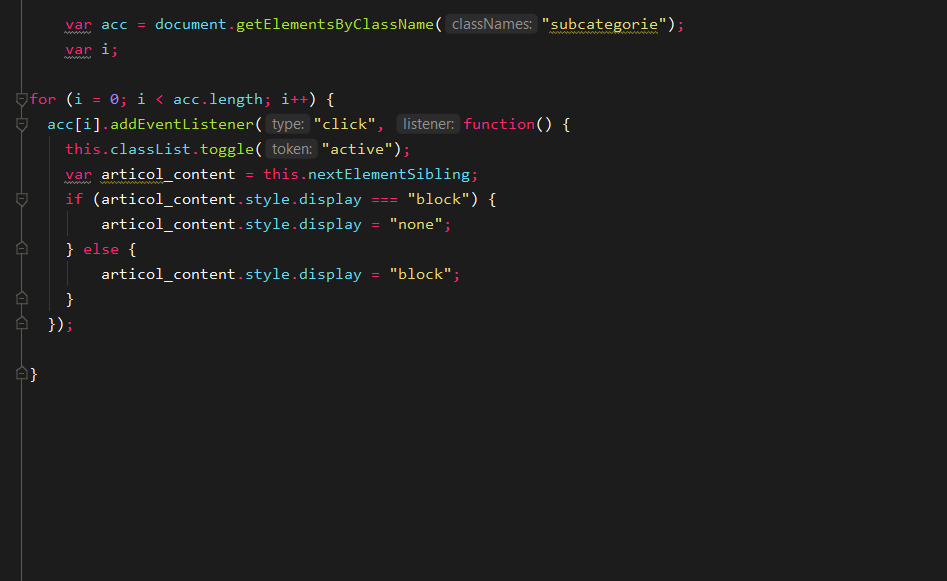 var acc = document.getElementsByClassName( classNames: "subcategorie");
var i;
for (i = 0; i < acc.length; i++) {
acc[i].addEventListener( type: "click", listener: function() {
this.classList.toggle( token: "active");
var articol_content = this.nextElementSibling;
if (articol_content.style.display === "block") {
articol_content.style.display = "none";
} else {
articol_content.style.display = "block";
}
});
}